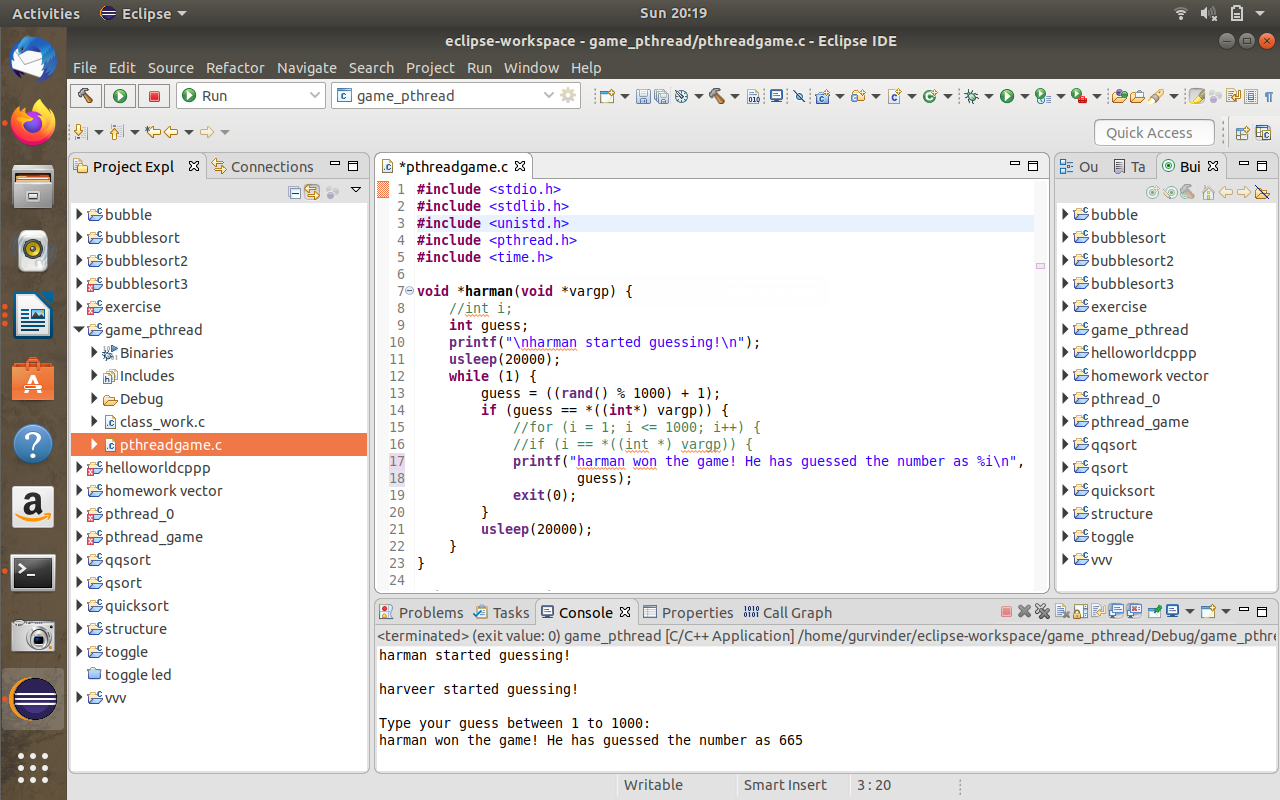 Activities Eclipse Sun 20:19
eclipse-workspace - game_pthread/pthreadgame.c - Eclipse IDE
File Edit Source Refactor Navigate Search Project Run Window Help
Run game_pthread
Quick Access
Project Expl Connections
bubble
bubblesort
bubblesort2
bubblesort3
exercise
game_pthread
Binaries
Includes
Debug
class_work.c
pthreadgame.c
helloworldcppp
homework vector
pthread_0
pthread_game
qqsort
qsort
quicksort
structure
toggle
toggle led
vvv
*pthreadgame.c
1 #include <stdio.h>
2 #include <stdlib.h>
3 #include <unistd.h>
4 #include <pthread.h>
5 #include <time.h>
6
7 void *harman(void *vargp) {
8 //int i;
9 int guess;
10 printf("\nharman started guessing!\n");
11 usleep(20000);
12 while (1) {
13 guess = ((rand() % 1000) + 1);
14 if (guess == *((int*) vargp)) {
15 //for (i = 1; i <= 1000; i++) {
16 //if (i == *((int *) vargp)) {
17 printf("harman won the game! He has guessed the number as %i\n",
18 guess);
19 exit(0);
20 }
21 usleep(20000);
22 }
23 }
24
Ou Ta Bui
bubble
bubblesort
bubblesort2
bubblesort3
exercise
game_pthread
helloworldcppp
homework vector
pthread_0
pthread_game
qqsort
qsort
quicksort
structure
toggle
vvv
Problems Tasks Console Properties Call Graph
<terminated> (exit value: 0) game_pthread [C/C++ Application] /home/gurvinder/eclipse-workspace/game_pthread/Debug/game_pthre
harman started guessing!
harveer started guessing!
Type your guess between 1 to 1000:
harman won the game! He has guessed the number as 665
Writable Smart Insert 3 : 20